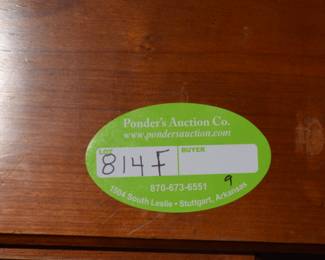 Ponder's Auction Co.
www.pondersauction.com
LOT BUYER
814F
870-673-6551
9
1504 South Leslie • Stuttgart, Arkansas